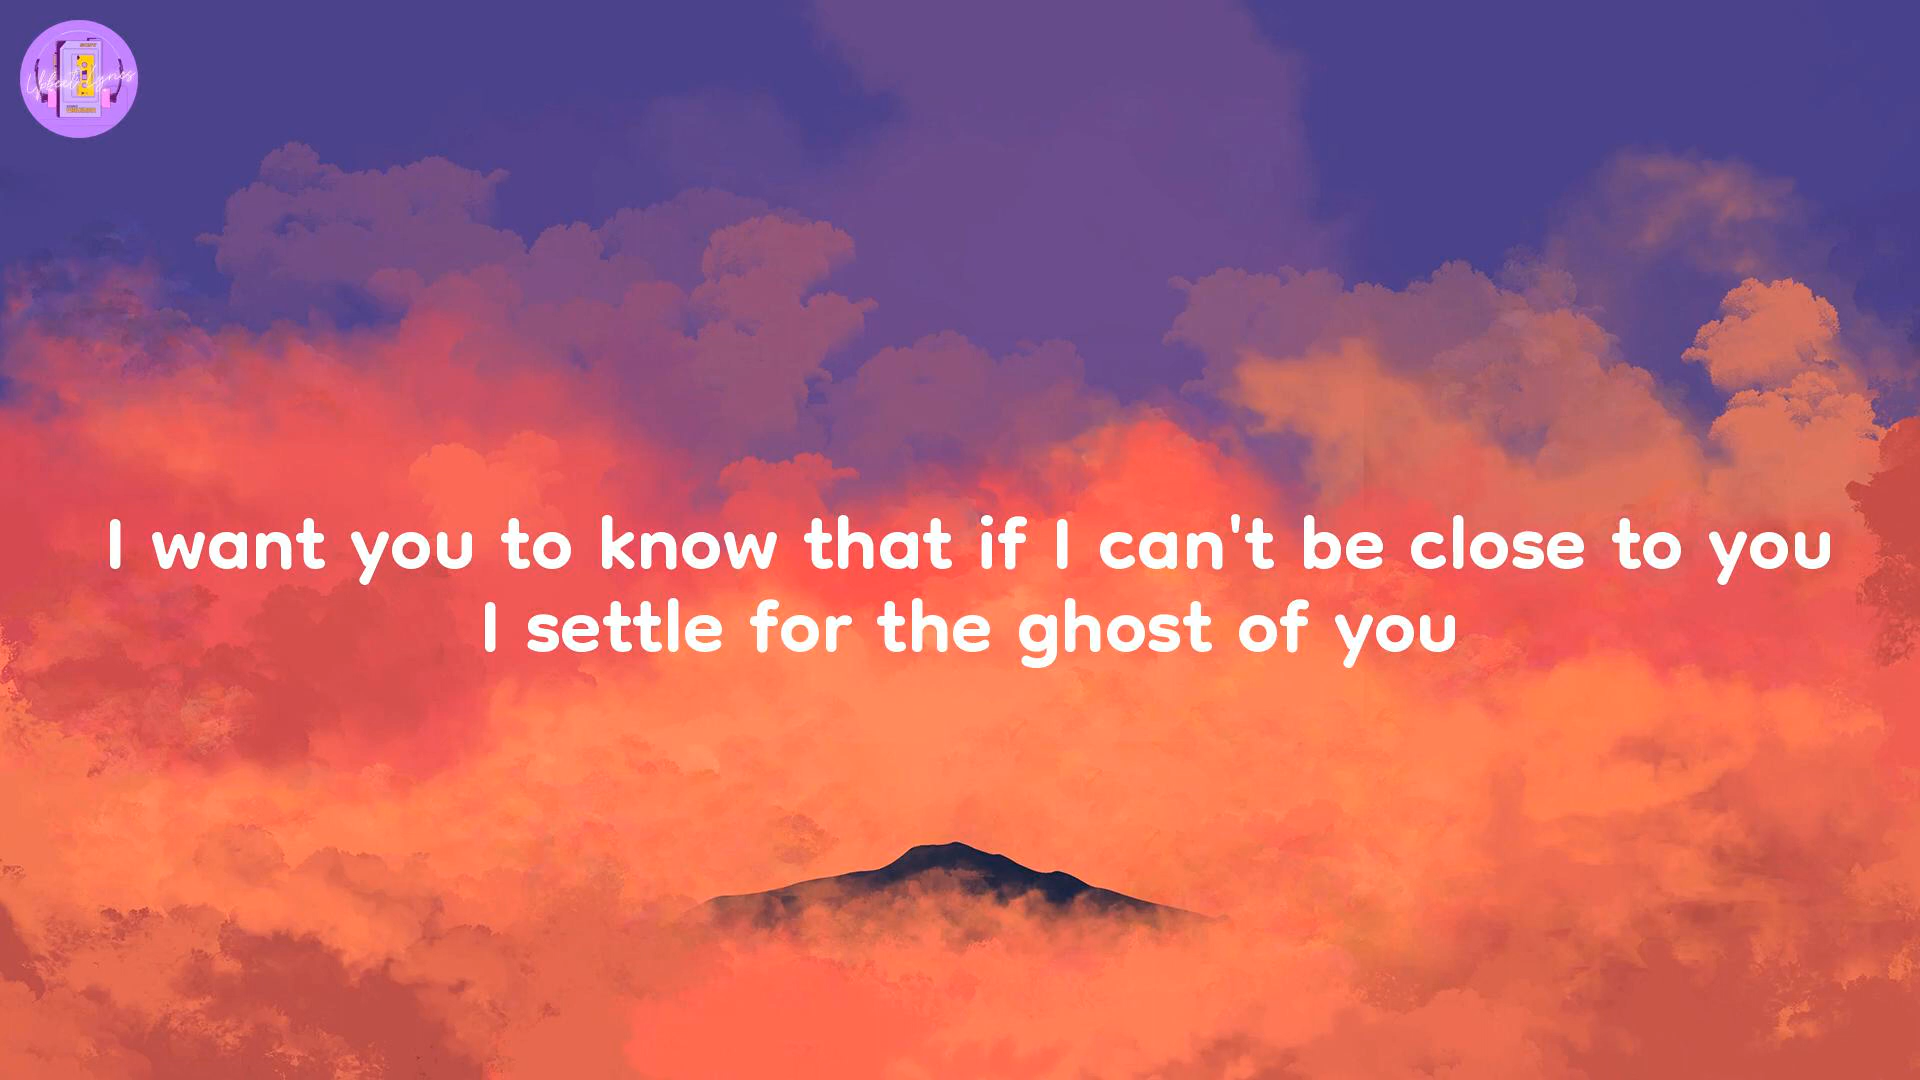 I want you to know that if I can't be close to you
I settle for the ghost of you